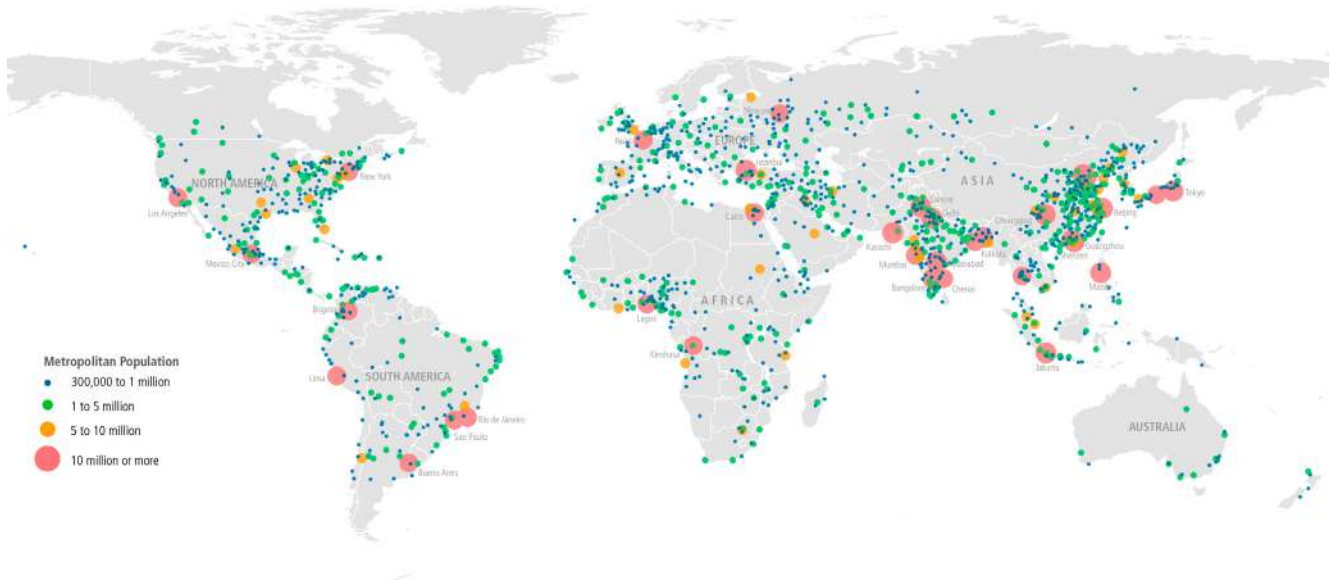 Moscow
EUROPE
Istanbul
NORTH AMERICA
New York
ASIA
Los Angeles
Lahore
Delhi
Tokyo
Beijing
Cairo
Karachi
Guangzhou
Mexico City
Mumbai
Kolkata
Bangalore
Chennai
AFRICA
Bogota
Lagos
Metropolitan Population
300,000 to 1 million
1 to 5 million
5 to 10 million
10 million or more
Kinshasa
Lima
SOUTH AMERICA
Jakarta
Rio de Janeiro
Sao Paulo
AUSTRALIA
Buenos Aires